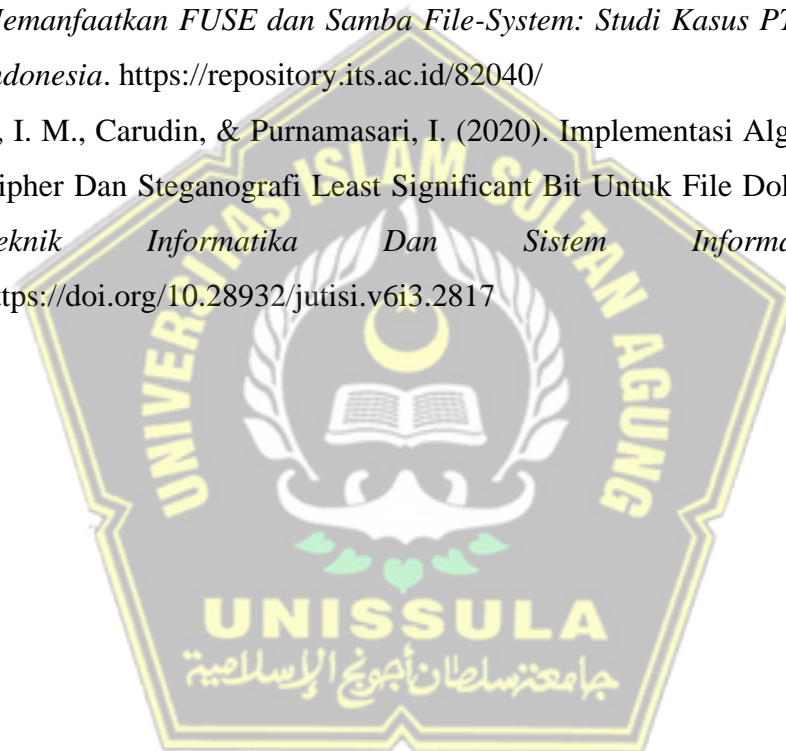 Memanfaatkan FUSE dan Samba File-System: Studi Kasus PT
ndonesia. https://repository.its.ac.id/82040/
, I. M., Carudin, & Purnamasari, I. (2020). Implementasi Alg
ipher Dan Steganografi Least Significant Bit Untuk File Dol
eknik Informatika Dan Sistem Informa
ttps://doi.org/10.28932/jutisi.v6i3.2817
UNIVERSITAS ISLAM SULTAN AGUNG
UNISSULA
جامعة سلطان أجونج الإسلامية